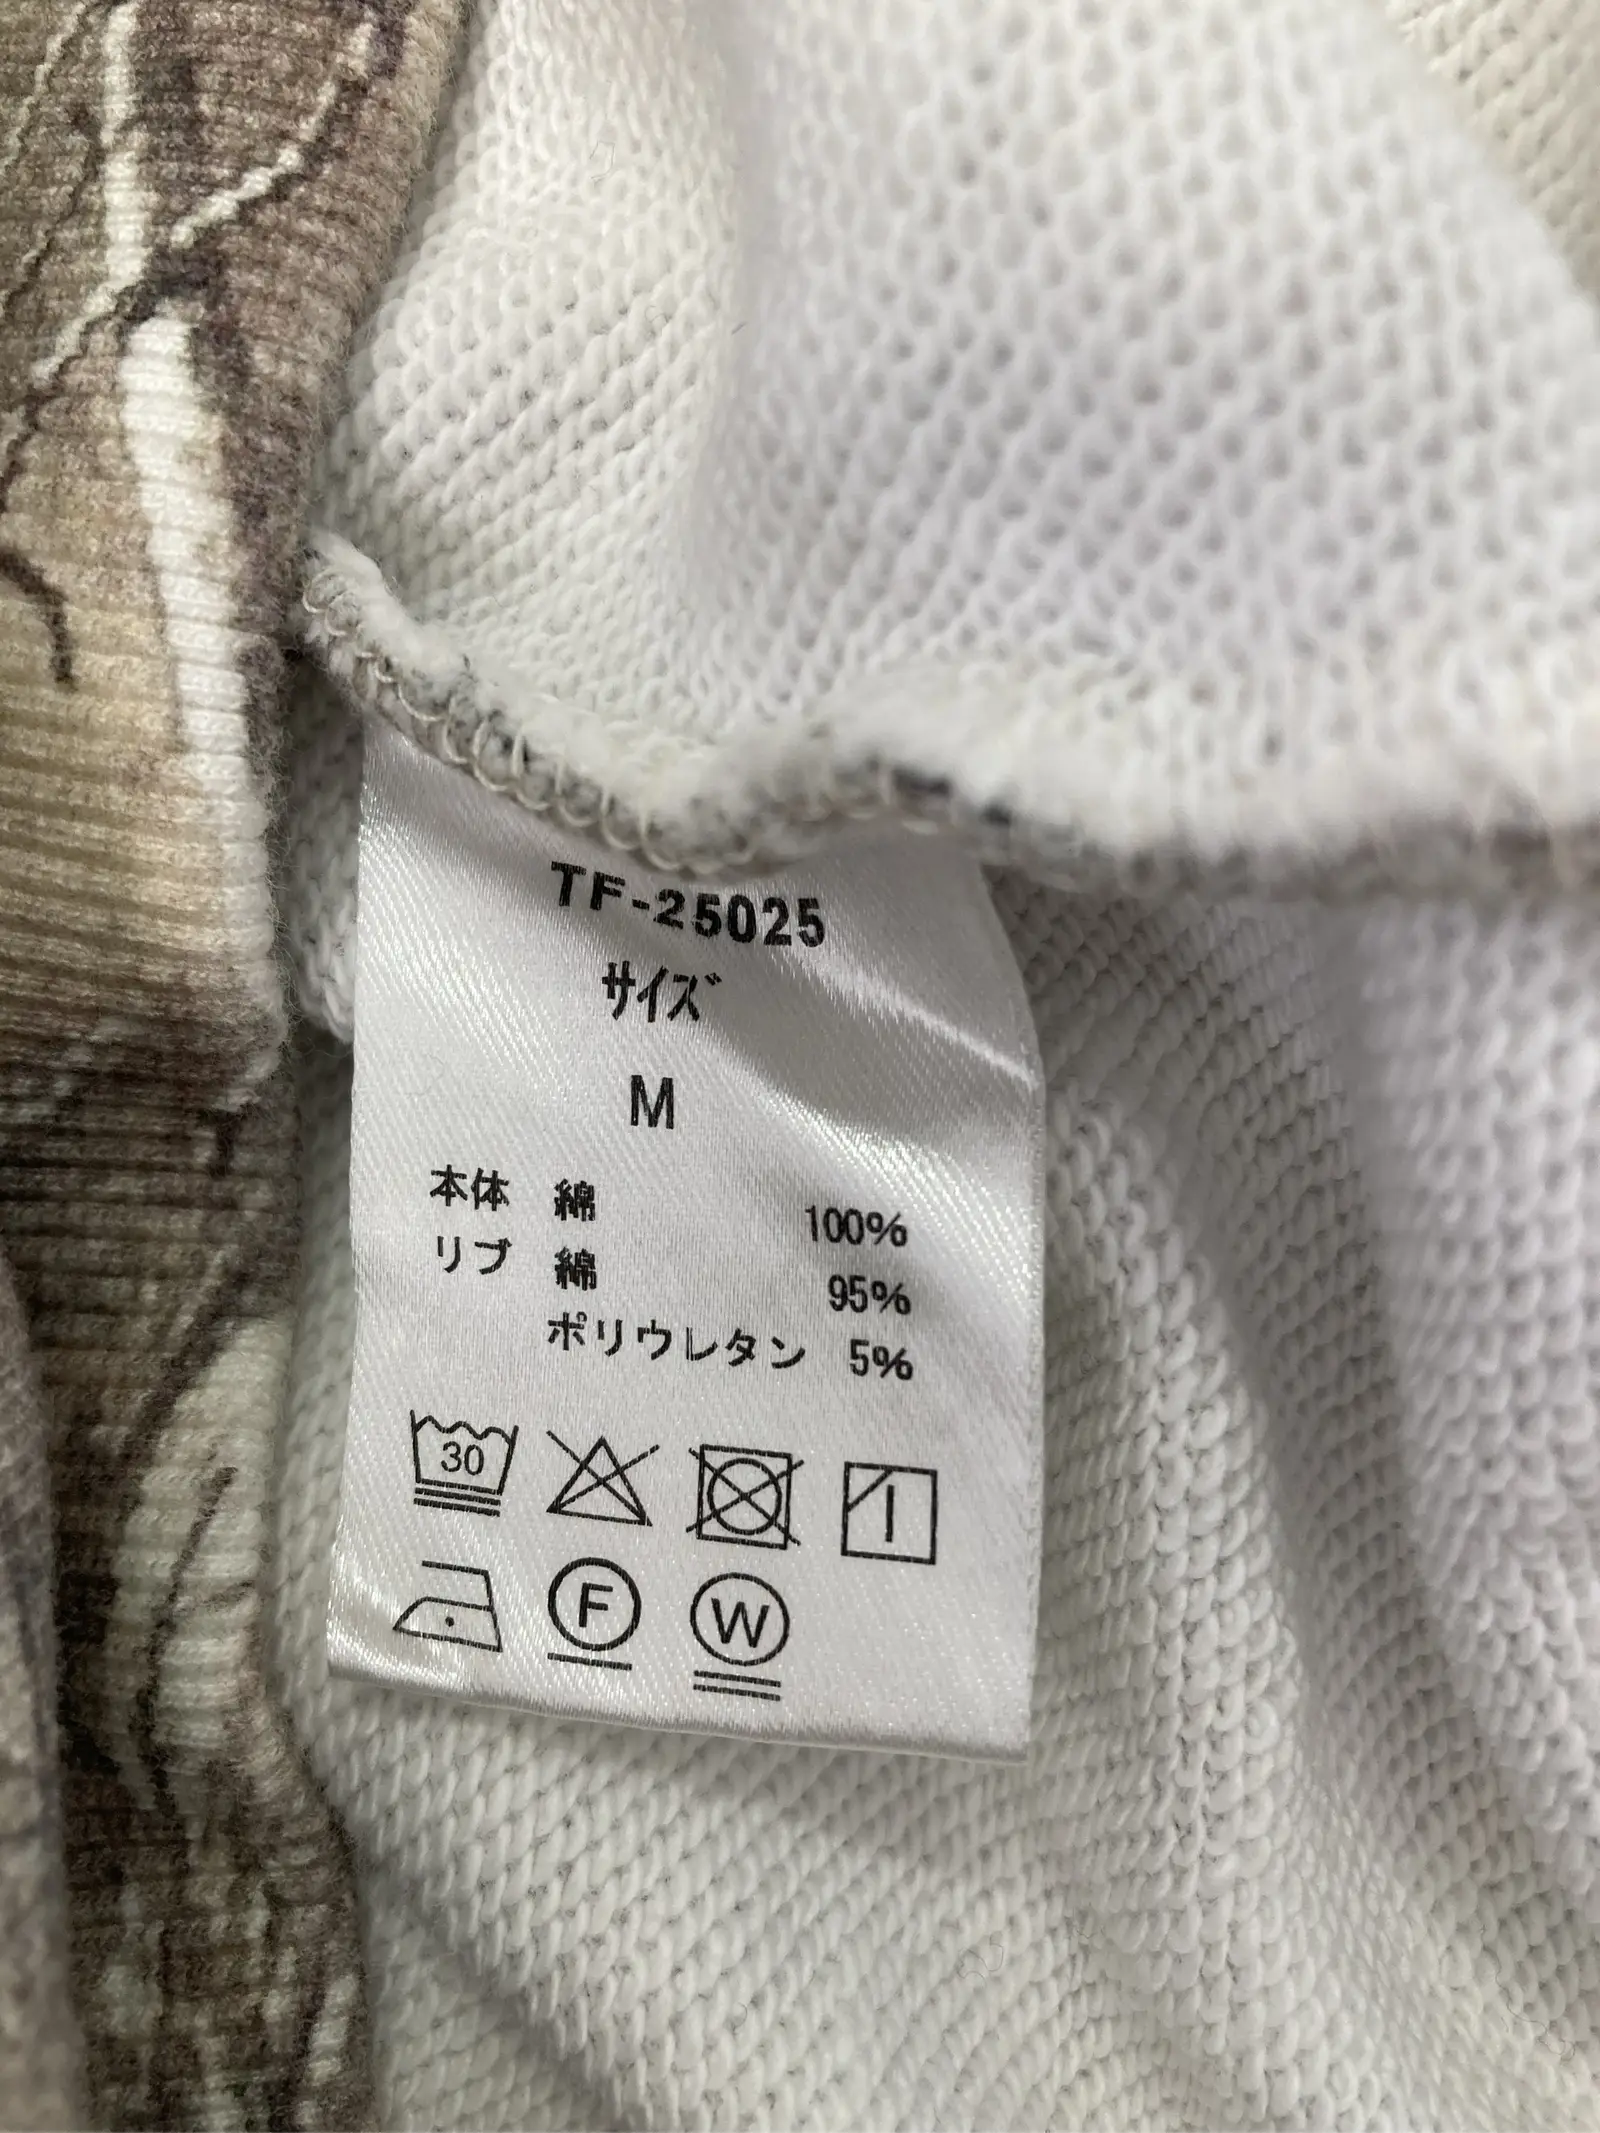 TF-25025
サイズ
M
本体 綿 100%
リブ 綿 95%
ポリウレタン 5%
30
F
W